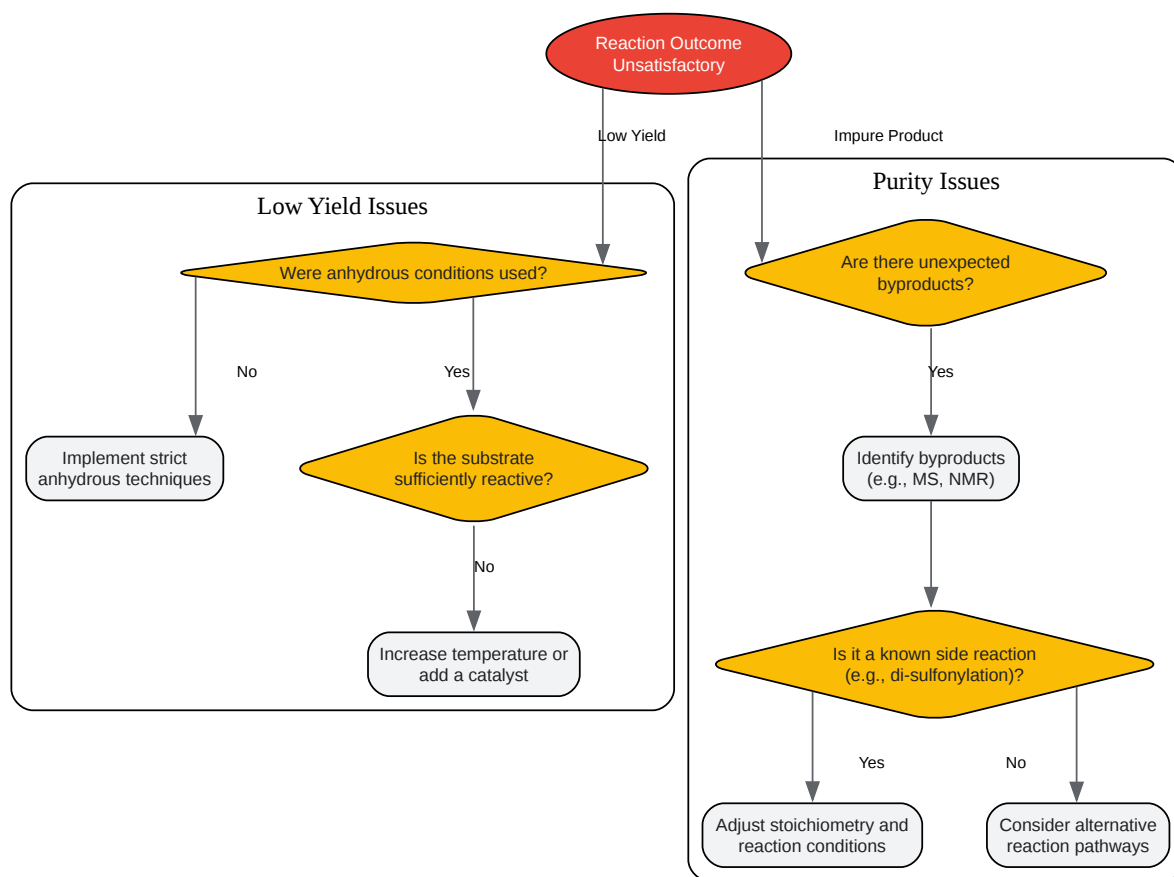 Reaction Outcome
Unsatisfactory
Low Yield
Impure Product
Low Yield Issues
Were anhydrous conditions used?
No
Yes
Implement strict
anhydrous techniques
Is the substrate
sufficiently reactive?
No
Increase temperature or
add a catalyst
Purity Issues
Are there unexpected
byproducts?
Yes
Identify byproducts
(e.g., MS, NMR)
Is it a known side reaction
(e.g., di-sulfonylation)?
Yes
No
Adjust stoichiometry and
reaction conditions
Consider alternative
reaction pathways